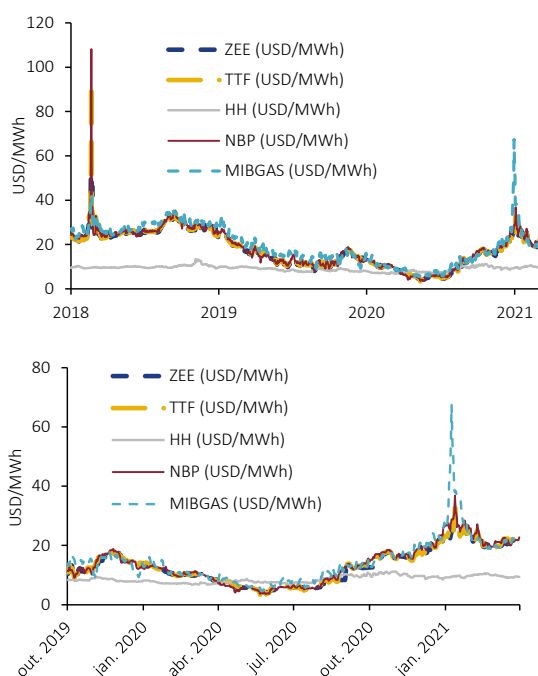 120
100
80
60
40
20
0
USD/MWh
ZEE (USD/MWh)
TTF (USD/MWh)
HH (USD/MWh)
NBP (USD/MWh)
MIBGAS (USD/MWh)
2018 2019 2020 2021
80
60
40
20
0
USD/MWh
ZEE (USD/MWh)
TTF (USD/MWh)
HH (USD/MWh)
NBP (USD/MWh)
MIBGAS (USD/MWh)
out. 2019 jan. 2020 abr. 2020 jul. 2020 out. 2020 jan. 2021